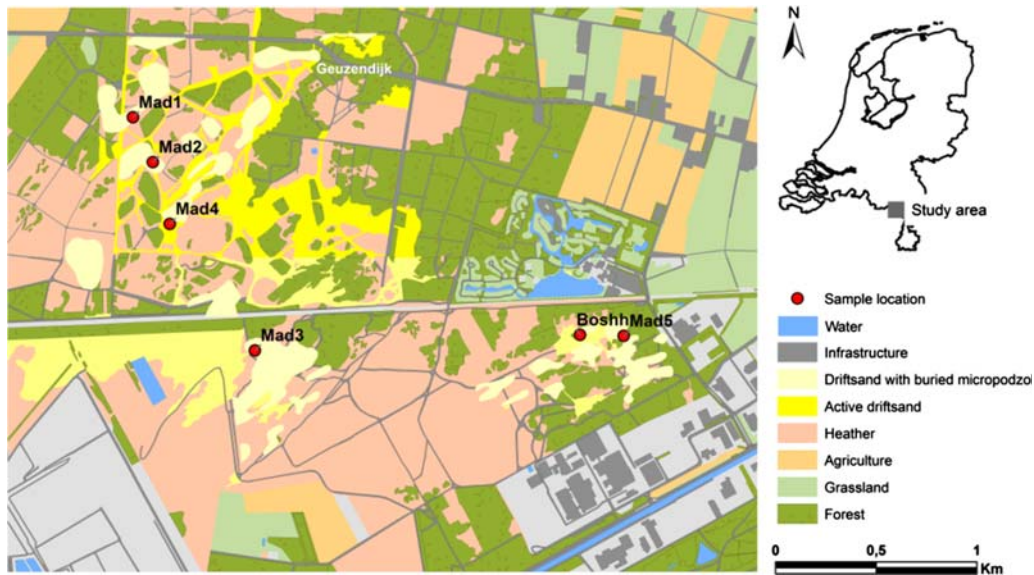 Geuzendijk
Mad1
Mad2
Mad4
Mad3
Boshh
Mad5
N
Study area
Sample location
Water
Infrastructure
Driftsand with buried micropodzol
Active driftsand
Heather
Agriculture
Grassland
Forest
0 0,5 1
Km